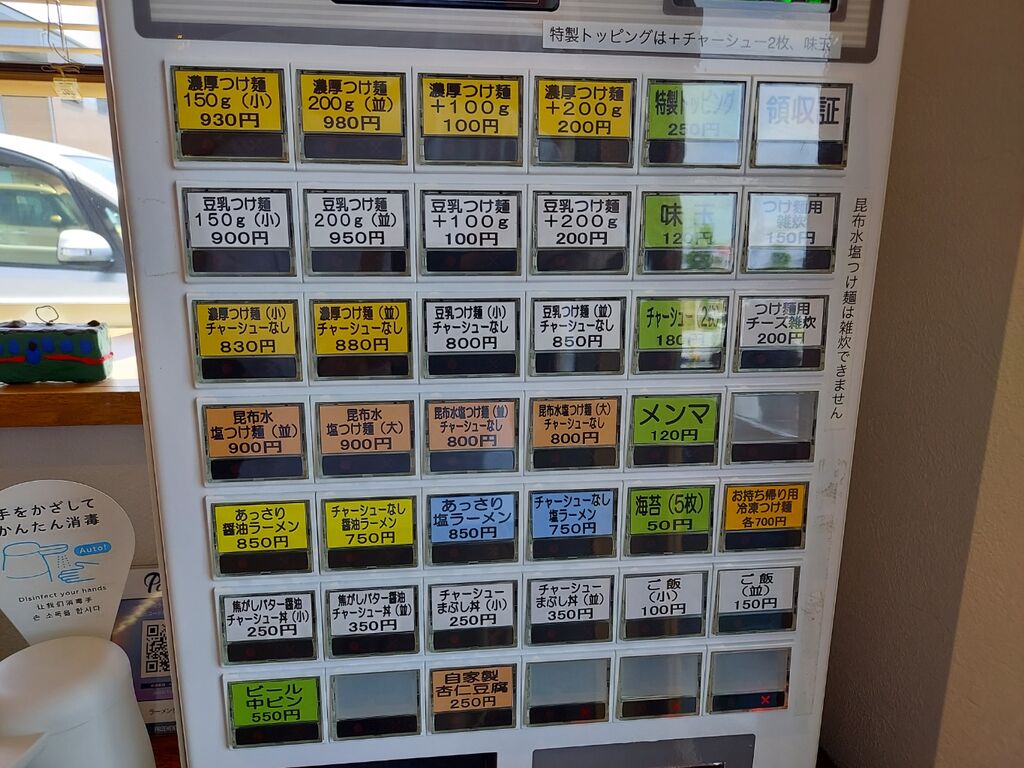 特製トッピングは＋チャーシュー2枚、味玉
濃厚つけ麺
150g（小）
930円
濃厚つけ麺
200g（並）
980円
濃厚つけ麺
＋100g
100円
濃厚つけ麺
＋200g
200円
特製トッピング
250円
領収証
豆乳つけ麺
150g（小）
900円
豆乳つけ麺
200g（並）
950円
豆乳つけ麺
＋100g
100円
豆乳つけ麺
＋200g
200円
味玉
120円
つけ麺用
雑炊
150円
濃厚つけ麺（小）
チャーシューなし
830円
濃厚つけ麺（並）
チャーシューなし
880円
豆乳つけ麺（小）
チャーシューなし
800円
豆乳つけ麺（並）
チャーシューなし
850円
チャーシュー 2枚
180円
つけ麺用
チーズ雑炊
200円
昆布水塩つけ麺は雑炊できません
昆布水
塩つけ麺（並）
900円
昆布水
塩つけ麺（大）
900円
昆布水塩つけ麺（並）
チャーシューなし
800円
昆布水塩つけ麺（大）
チャーシューなし
800円
メンマ
120円
あっさり
醤油ラーメン
850円
チャーシューなし
醤油ラーメン
750円
あっさり
塩ラーメン
850円
チャーシューなし
塩ラーメン
750円
海苔（5枚）
50円
お持ち帰り用
冷凍つけ麺
各700円
焦がしバター醤油
チャーシュー丼（小）
250円
焦がしバター醤油
チャーシュー丼（並）
350円
チャーシュー
まぶし丼（小）
250円
チャーシュー
まぶし丼（並）
350円
ご飯
（小）
100円
ご飯
（並）
150円
ビール
中ビン
550円
自家製
杏仁豆腐
250円
手をかざして
かんたん消毒
Auto!
Disinfect your hands
让我们消毒手
손 소독을 합시다